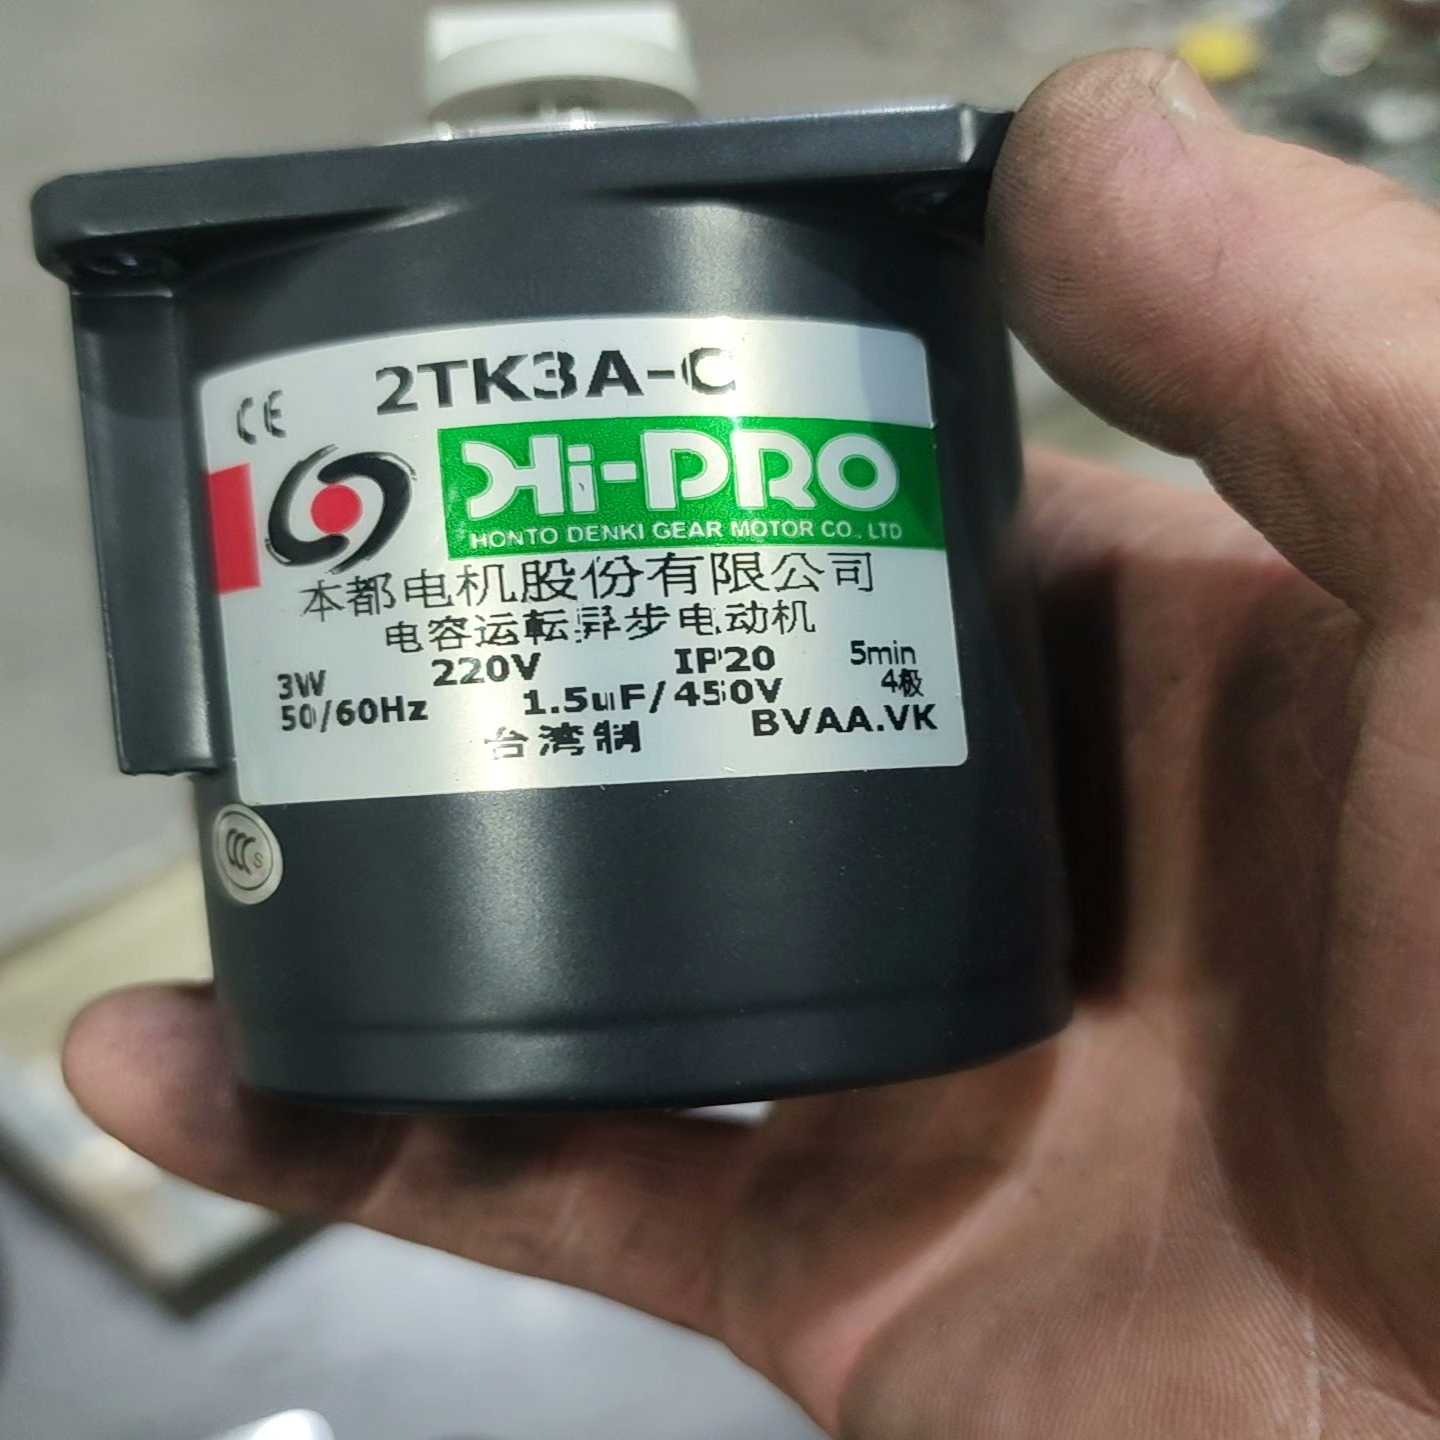 2TK3A-C
CE
Hi-PRO
HONTO DENKI GEAR MOTOR CO., LTD
本都电机股份有限公司
电容运転异步电动机
3W 220V IP20 5min
50/60Hz 1.5uF/450V 4极
台湾制 BVAA.VK
CCC S